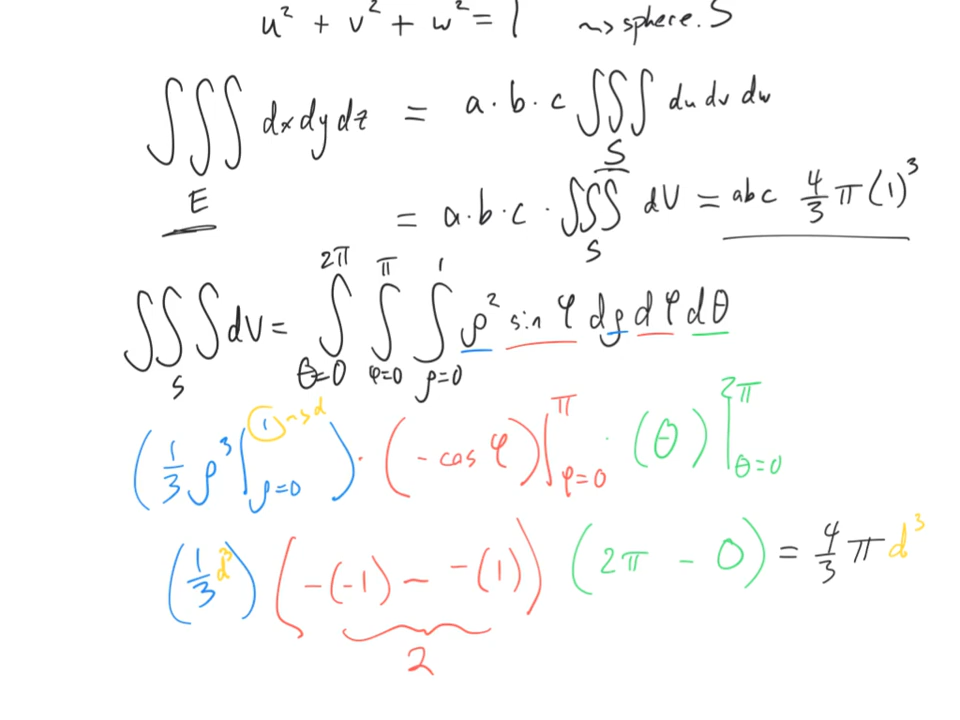 u² + v² + w² = 1 ~> sphere. S
∭_E dx dy dz = a · b · c ∭_S du dv dw
= a·b·c · ∭_S dV = abc 4/3 π (1)³
∭_S dV = ∫_{θ=0}^{2π} ∫_{φ=0}^{π} ∫_{ρ=0}^{1} ρ² sin φ dρ dφ dθ
(1/3 ρ³ |_{ρ=0}^{1 ~> d}) · (- cos φ)|_{φ=0}^{π} · (θ)|_{θ=0}^{2π}
(1/3 d³) (-(-1) - -(1)) (2π - 0) = 4/3 π d³
2